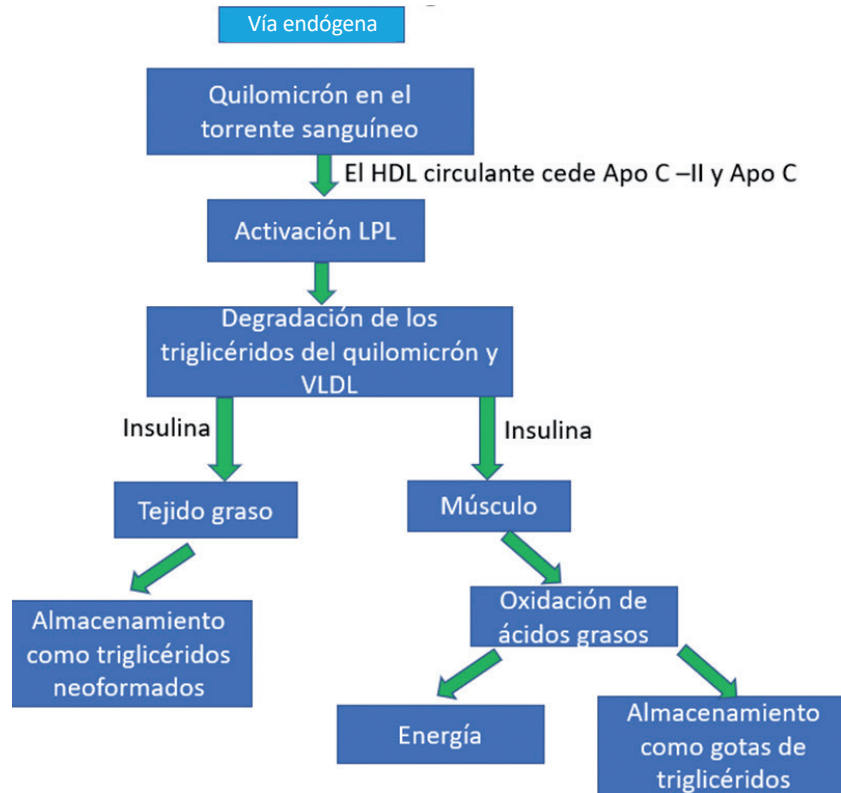 Vía endógena
Quilomicrón en el
torrente sanguíneo
El HDL circulante cede Apo C –II y Apo C
Activación LPL
Degradación de los
triglicéridos del quilomicrón y
VLDL
Insulina
Insulina
Tejido graso
Músculo
Almacenamiento
como triglicéridos
neoformados
Oxidación de
ácidos grasos
Energía
Almacenamiento
como gotas de
triglicéridos